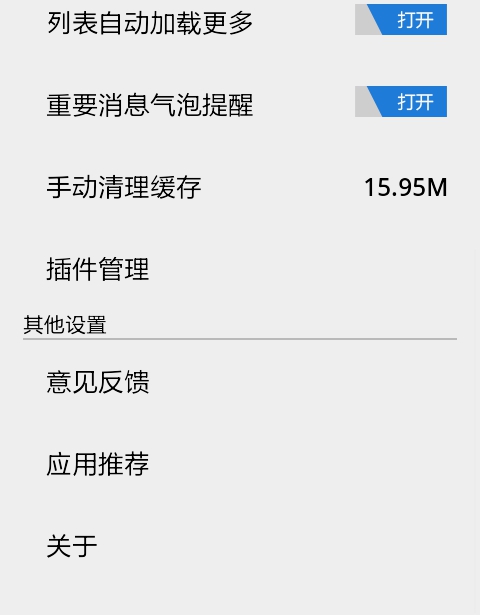 列表自动加载更多 打开
重要消息气泡提醒 打开
手动清理缓存 15.95M
插件管理
其他设置
意见反馈
应用推荐
关于